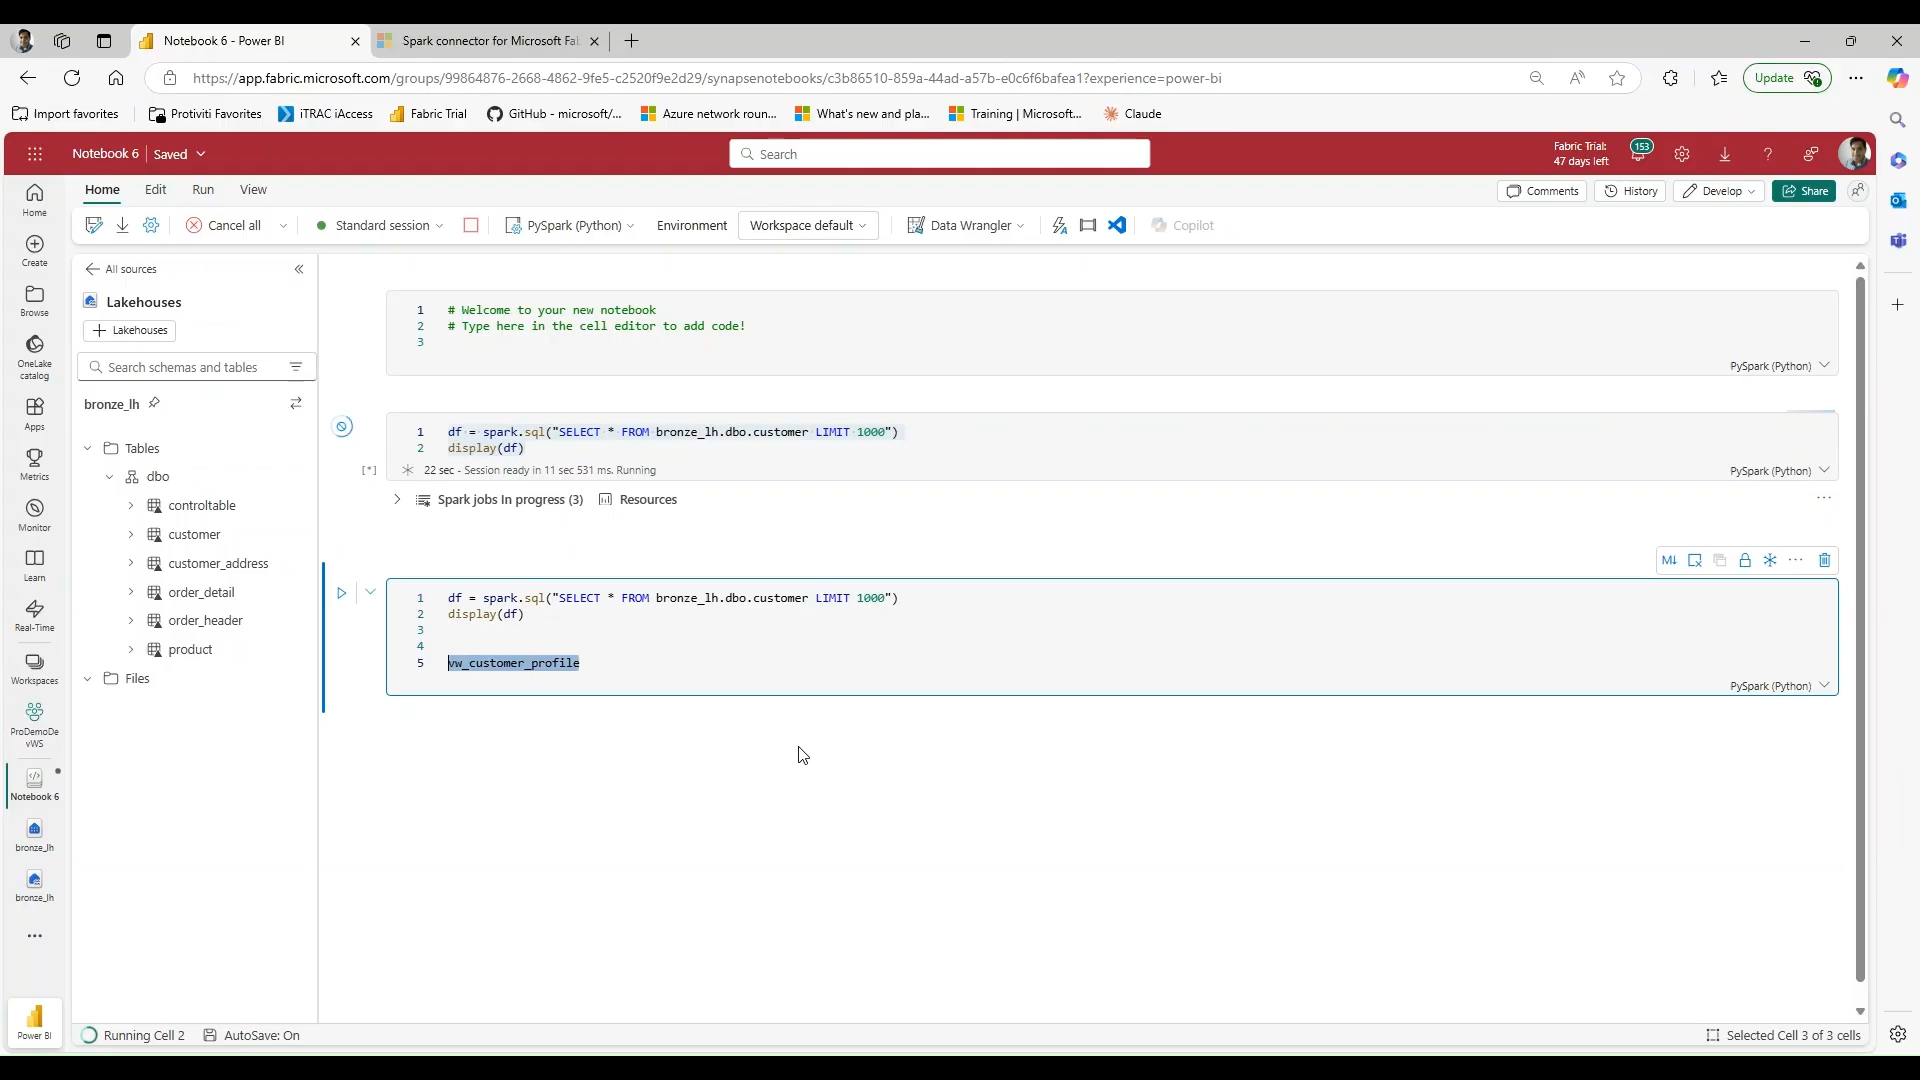 Notebook 6 - Power BI
Spark connector for Microsoft Fa
https://app.fabric.microsoft.com/groups/99864876-2668-4862-9fe5-c2520f9e2d29/synapsenotebooks/c3b86510-859a-44ad-a57b-e0c6f6bafea1?experience=power-bi
Update
Import favorites
Protiviti Favorites
iTRAC iAccess
Fabric Trial
GitHub - microsoft/...
Azure network roun...
What's new and pla...
Training | Microsoft...
Claude
Notebook 6
Saved
Search
Fabric Trial:
47 days left
153
Home
Edit
Run
View
Comments
History
Develop
Share
Cancel all
Standard session
PySpark (Python)
Environment
Workspace default
Data Wrangler
Copilot
Home
Create
Browse
OneLake
catalog
Apps
Metrics
Monitor
Learn
Real-Time
Workspaces
ProDemoDe
vWS
Notebook 6
bronze_lh
bronze_lh
Power BI
All sources
Lakehouses
Lakehouses
Search schemas and tables
bronze_lh
Tables
dbo
controltable
customer
customer_address
order_detail
order_header
product
Files
1 # Welcome to your new notebook
2 # Type here in the cell editor to add code!
3
PySpark (Python)
1 df = spark.sql("SELECT * FROM bronze_lh.dbo.customer LIMIT 1000")
2 display(df)
[*] 22 sec - Session ready in 11 sec 531 ms. Running
PySpark (Python)
Spark jobs In progress (3)
Resources
M↓
1 df = spark.sql("SELECT * FROM bronze_lh.dbo.customer LIMIT 1000")
2 display(df)
3
4
5 vw_customer_profile
PySpark (Python)
Running Cell 2
AutoSave: On
Selected Cell 3 of 3 cells